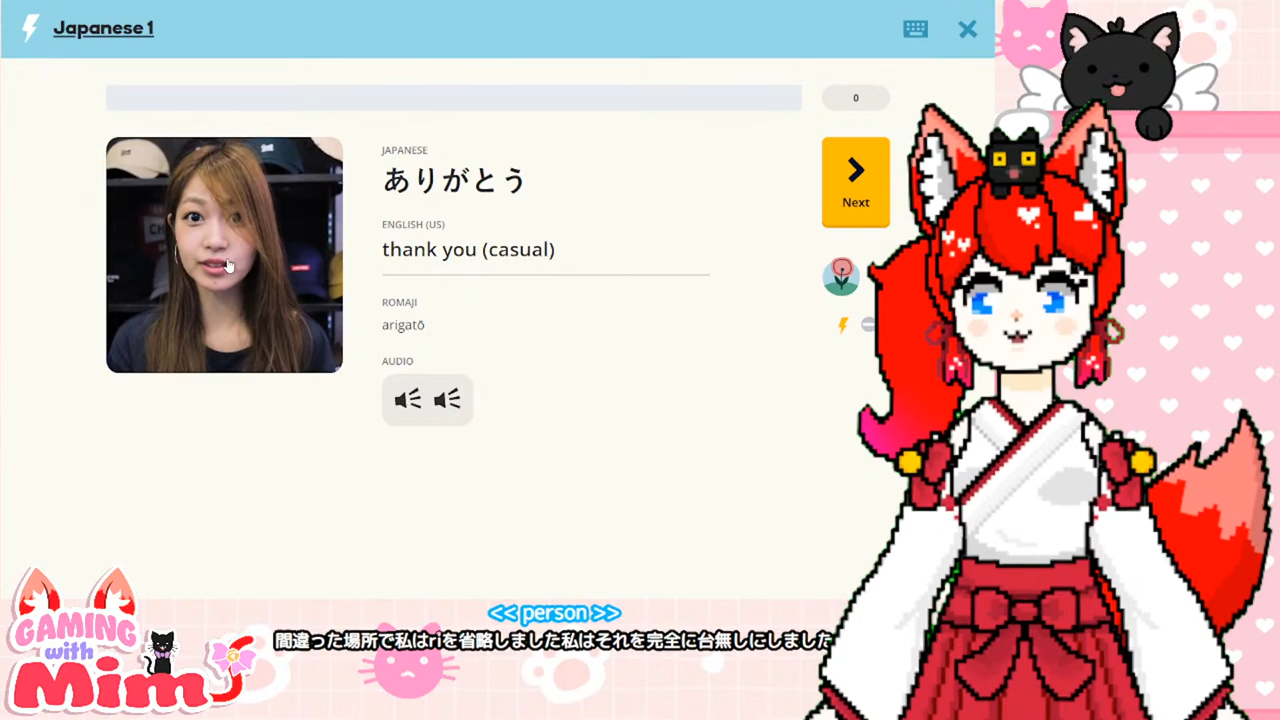 Japanese 1
0
JAPANESE
ありがとう
Next
ENGLISH (US)
thank you (casual)
ROMAJI
arigatō
AUDIO
<< person >>
間違った場所で私はriを省略しました私はそれを完全に台無しにしました
GAMING
with
Mim